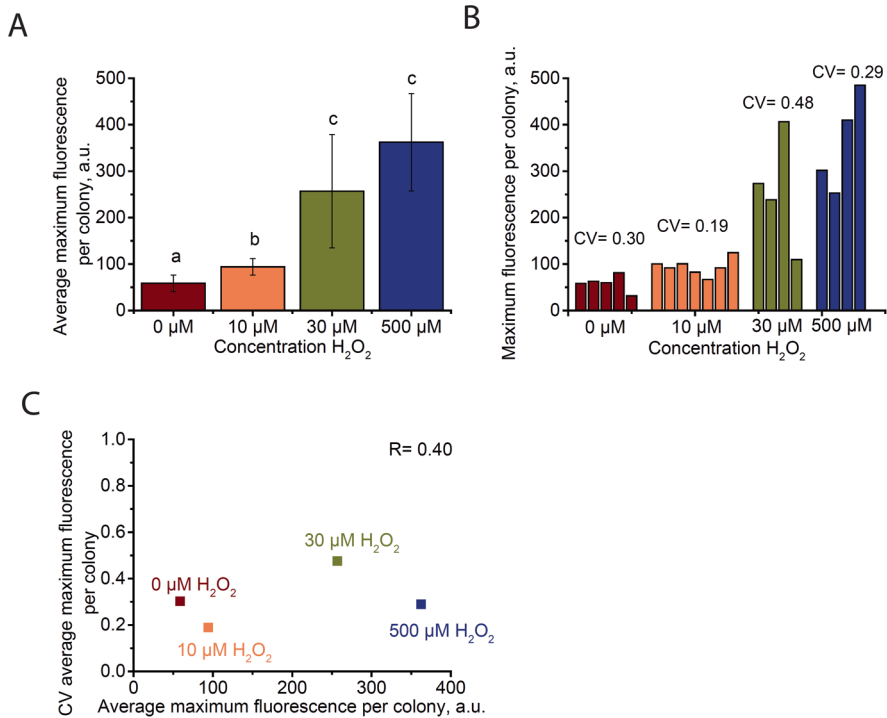 A
Average maximum fluorescence
per colony, a.u.
500
400
300
200
100
0
a
b
c
c
0 µM
10 µM
30 µM
500 µM
Concentration H₂O₂
B
Maximum fluorescence per colony, a.u.
500
400
300
200
100
0
CV= 0.30
CV= 0.19
CV= 0.48
CV= 0.29
0 µM
10 µM
30 µM
500 µM
Concentration H₂O₂
C
CV average maximum fluorescence
per colony
1.0
0.8
0.6
0.4
0.2
0.0
R= 0.40
0 µM H₂O₂
10 µM H₂O₂
30 µM H₂O₂
500 µM H₂O₂
0
100
200
300
400
Average maximum fluorescence per colony, a.u.